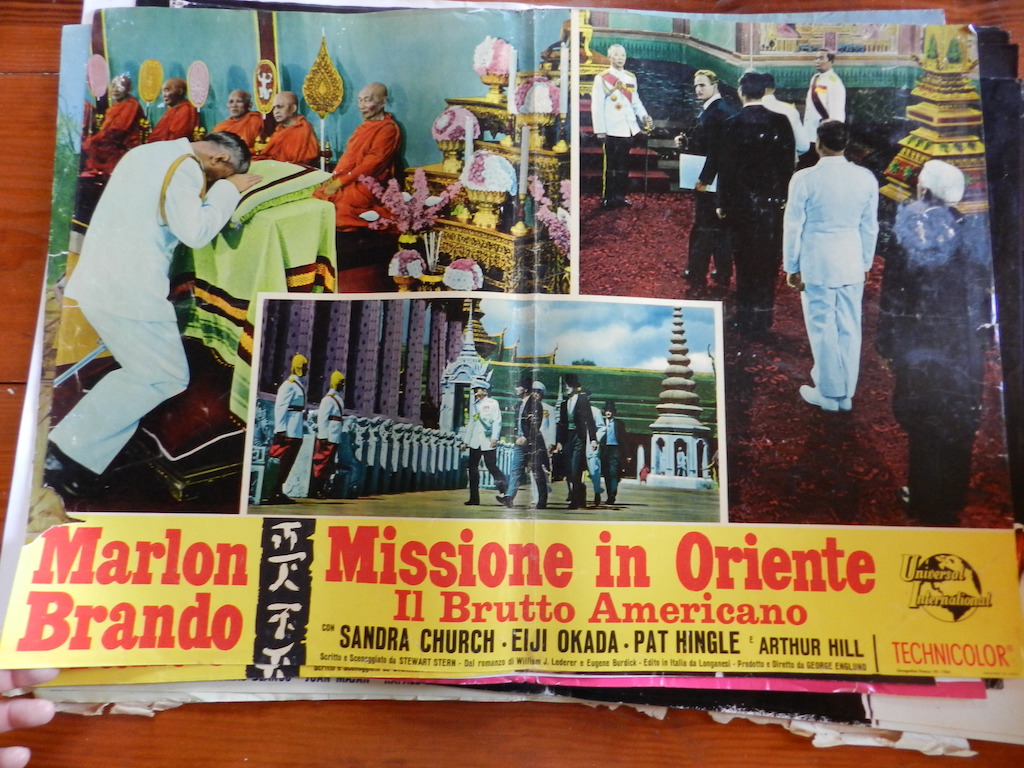 Marlon
Brando
Missione in Oriente
Il Brutto Americano
CON SANDRA CHURCH · EIJI OKADA · PAT HINGLE E ARTHUR HILL
Scritto e Sceneggiato da STEWART STERN - Dal romanzo di William J. Lederer e Eugene Burdick - Edito in Italia da Longanesi - Prodotto e Diretto da GEORGE ENGLUND
Universal
International
TECHNICOLOR®